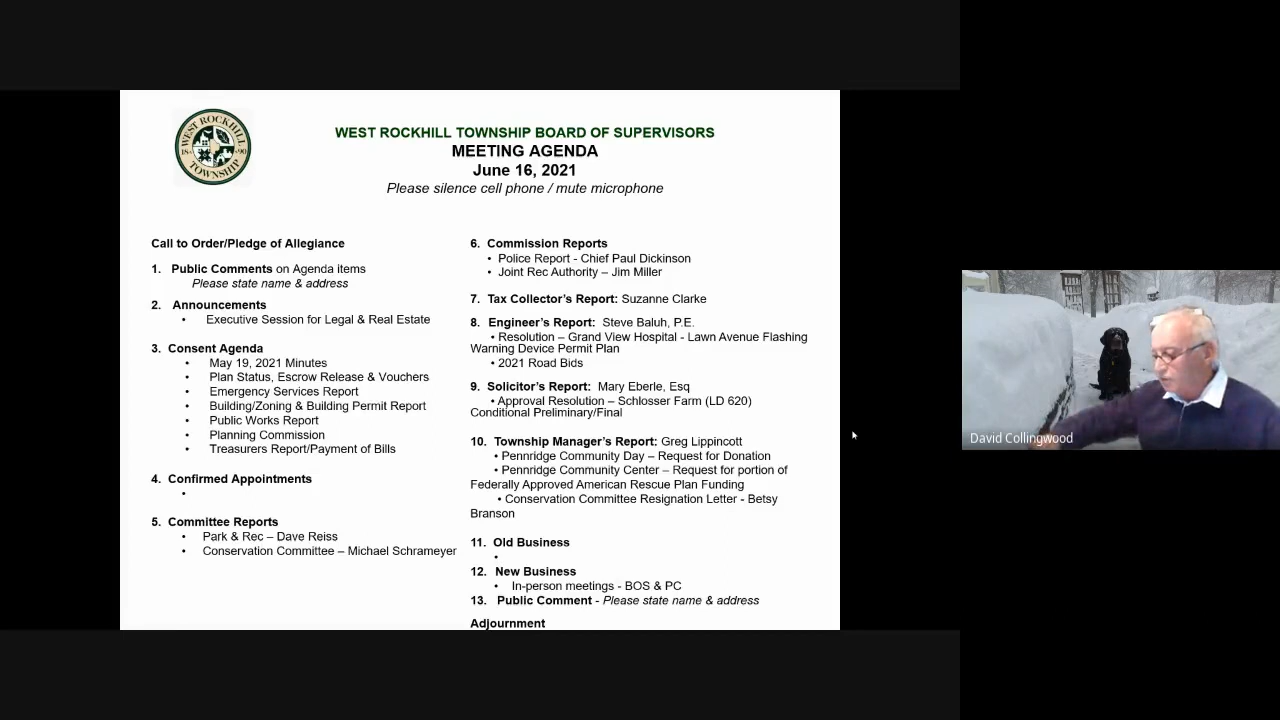 WEST ROCKHILL
18 90
TOWNSHIP
WEST ROCKHILL TOWNSHIP BOARD OF SUPERVISORS
MEETING AGENDA
June 16, 2021
Please silence cell phone / mute microphone
Call to Order/Pledge of Allegiance
1. Public Comments on Agenda items
Please state name & address
2. Announcements
• Executive Session for Legal & Real Estate
3. Consent Agenda
• May 19, 2021 Minutes
• Plan Status, Escrow Release & Vouchers
• Emergency Services Report
• Building/Zoning & Building Permit Report
• Public Works Report
• Planning Commission
• Treasurers Report/Payment of Bills
4. Confirmed Appointments
•
5. Committee Reports
• Park & Rec – Dave Reiss
• Conservation Committee – Michael Schrameyer
6. Commission Reports
• Police Report - Chief Paul Dickinson
• Joint Rec Authority – Jim Miller
7. Tax Collector's Report: Suzanne Clarke
8. Engineer's Report: Steve Baluh, P.E.
• Resolution – Grand View Hospital - Lawn Avenue Flashing
Warning Device Permit Plan
• 2021 Road Bids
9. Solicitor's Report: Mary Eberle, Esq
• Approval Resolution – Schlosser Farm (LD 620)
Conditional Preliminary/Final
10. Township Manager's Report: Greg Lippincott
• Pennridge Community Day – Request for Donation
• Pennridge Community Center – Request for portion of
Federally Approved American Rescue Plan Funding
• Conservation Committee Resignation Letter - Betsy
Branson
11. Old Business
•
12. New Business
• In-person meetings - BOS & PC
13. Public Comment - Please state name & address
Adjournment
David Collingwood